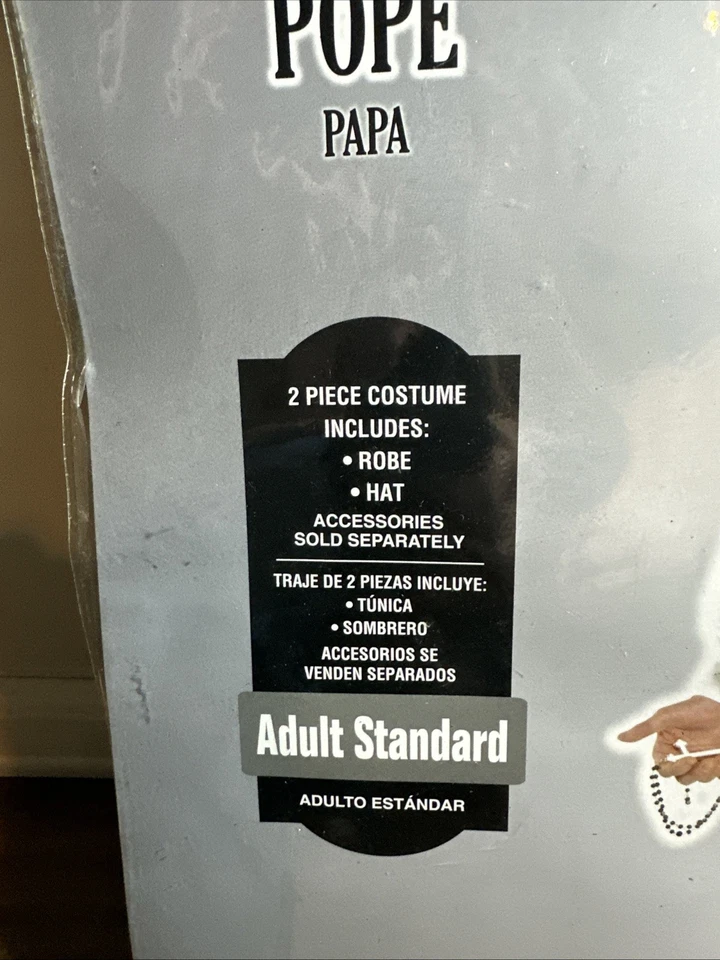 POPE
PAPA
2 PIECE COSTUME
INCLUDES:
• ROBE
• HAT
ACCESSORIES
SOLD SEPARATELY
TRAJE DE 2 PIEZAS INCLUYE:
• TÚNICA
• SOMBRERO
ACCESORIOS SE
VENDEN SEPARADOS
Adult Standard
ADULTO ESTÁNDAR